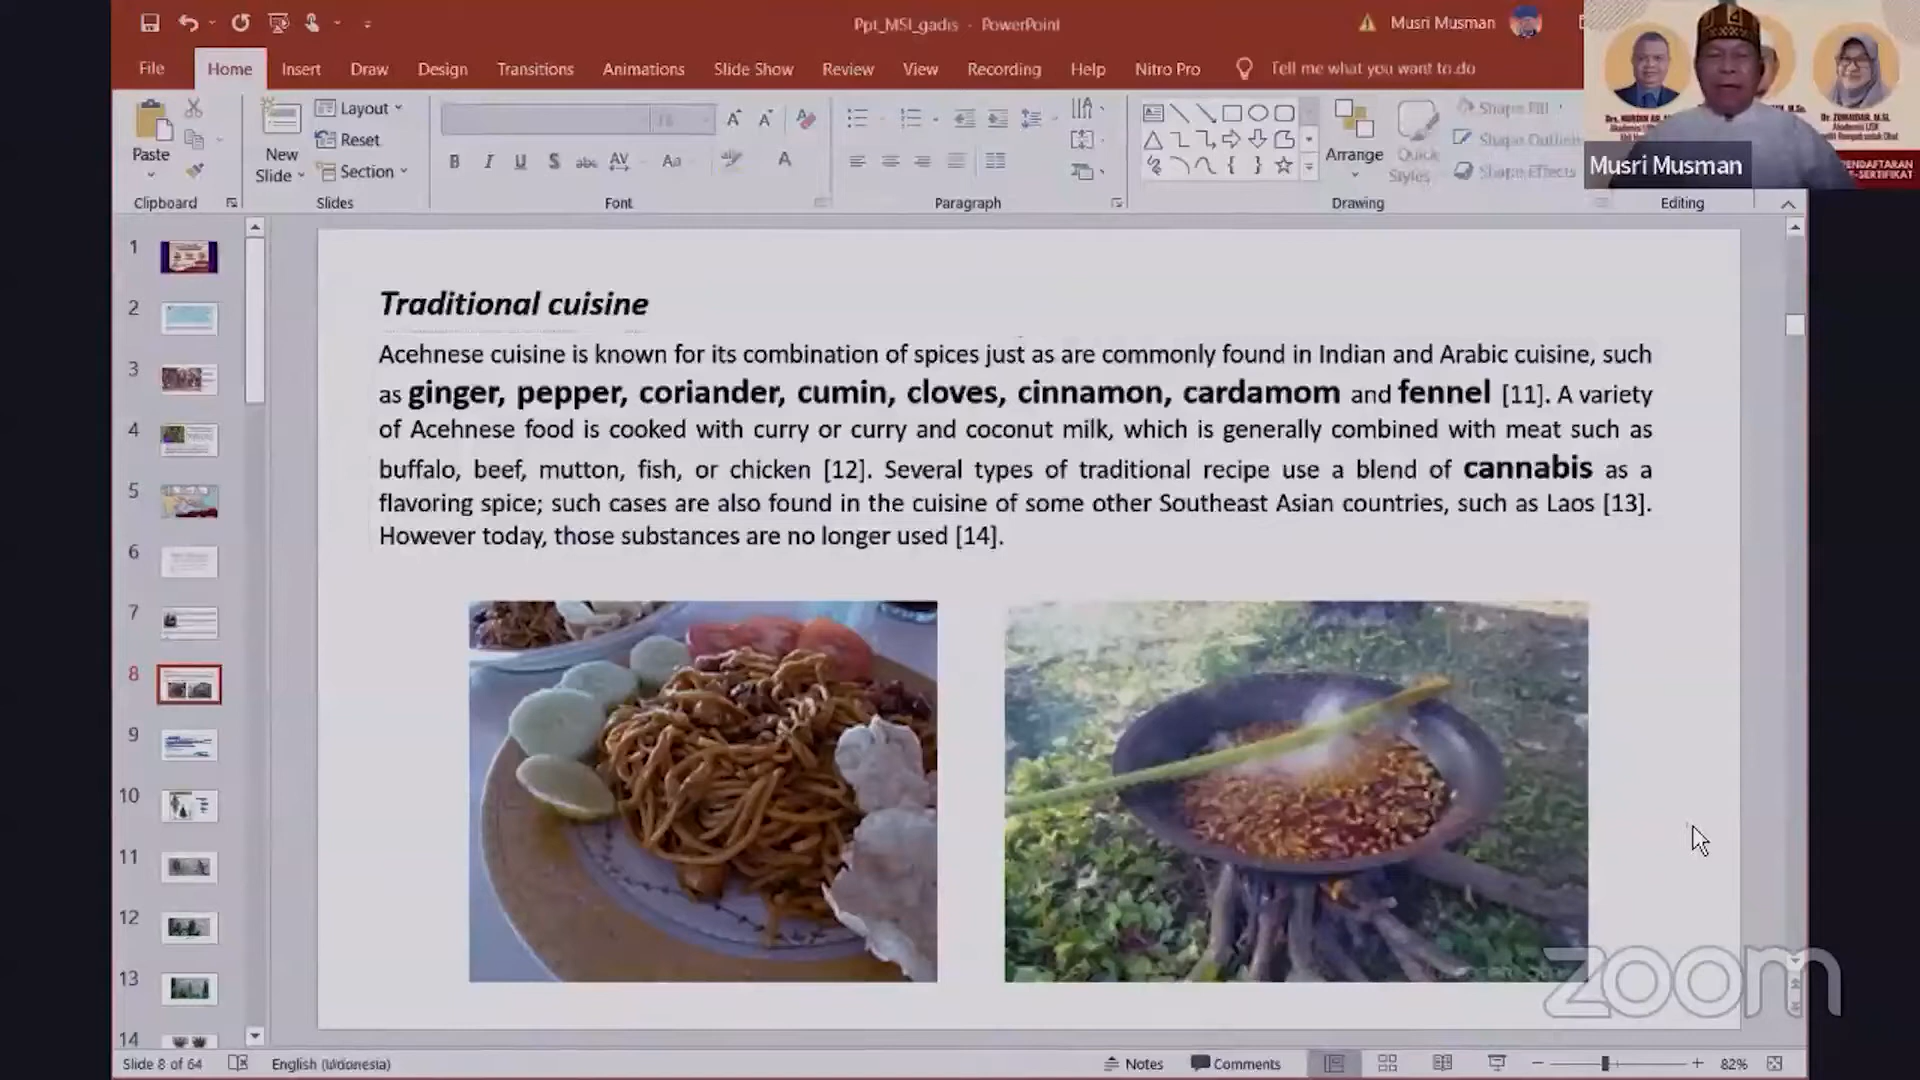 Ppt_MSI_gadis - PowerPoint
Musri Musman
File Home Insert Draw Design Transitions Animations Slide Show Review View Recording Help Nitro Pro Tell me what you want to do
Paste
New
Slide
Layout
Reset
Section
Arrange
Quick
Styles
Shape Fill
Shape Outline
Shape Effects
Clipboard Slides Font Paragraph Drawing Editing
Musri Musman
PENDAFTARAN
E-SERTIFIKAT
1
2
3
4
5
6
7
8
9
10
11
12
13
14
Traditional cuisine
Acehnese cuisine is known for its combination of spices just as are commonly found in Indian and Arabic cuisine, such
as ginger, pepper, coriander, cumin, cloves, cinnamon, cardamom and fennel [11]. A variety
of Acehnese food is cooked with curry or curry and coconut milk, which is generally combined with meat such as
buffalo, beef, mutton, fish, or chicken [12]. Several types of traditional recipe use a blend of cannabis as a
flavoring spice; such cases are also found in the cuisine of some other Southeast Asian countries, such as Laos [13].
However today, those substances are no longer used [14].
zoom
Slide 8 of 64 English (Indonesia) Notes Comments 82%